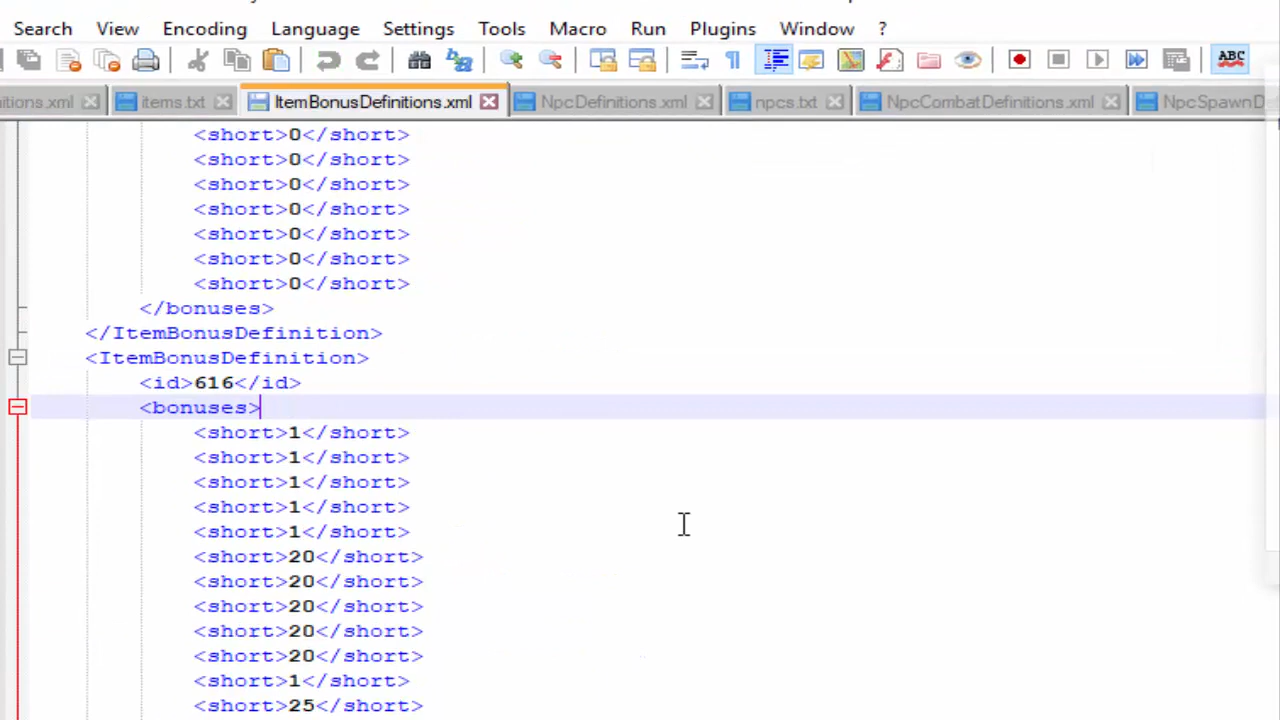 Search View Encoding Language Settings Tools Macro Run Plugins Window ?
ABC
itions.xml items.txt ItemBonusDefinitions.xml NpcDefinitions.xml npcs.txt NpcCombatDefinitions.xml NpcSpawnD
<short>0</short>
<short>0</short>
<short>0</short>
<short>0</short>
<short>0</short>
<short>0</short>
<short>0</short>
</bonuses>
</ItemBonusDefinition>
<ItemBonusDefinition>
<id>616</id>
<bonuses>
<short>1</short>
<short>1</short>
<short>1</short>
<short>1</short>
<short>1</short>
<short>20</short>
<short>20</short>
<short>20</short>
<short>20</short>
<short>20</short>
<short>1</short>
<short>25</short>